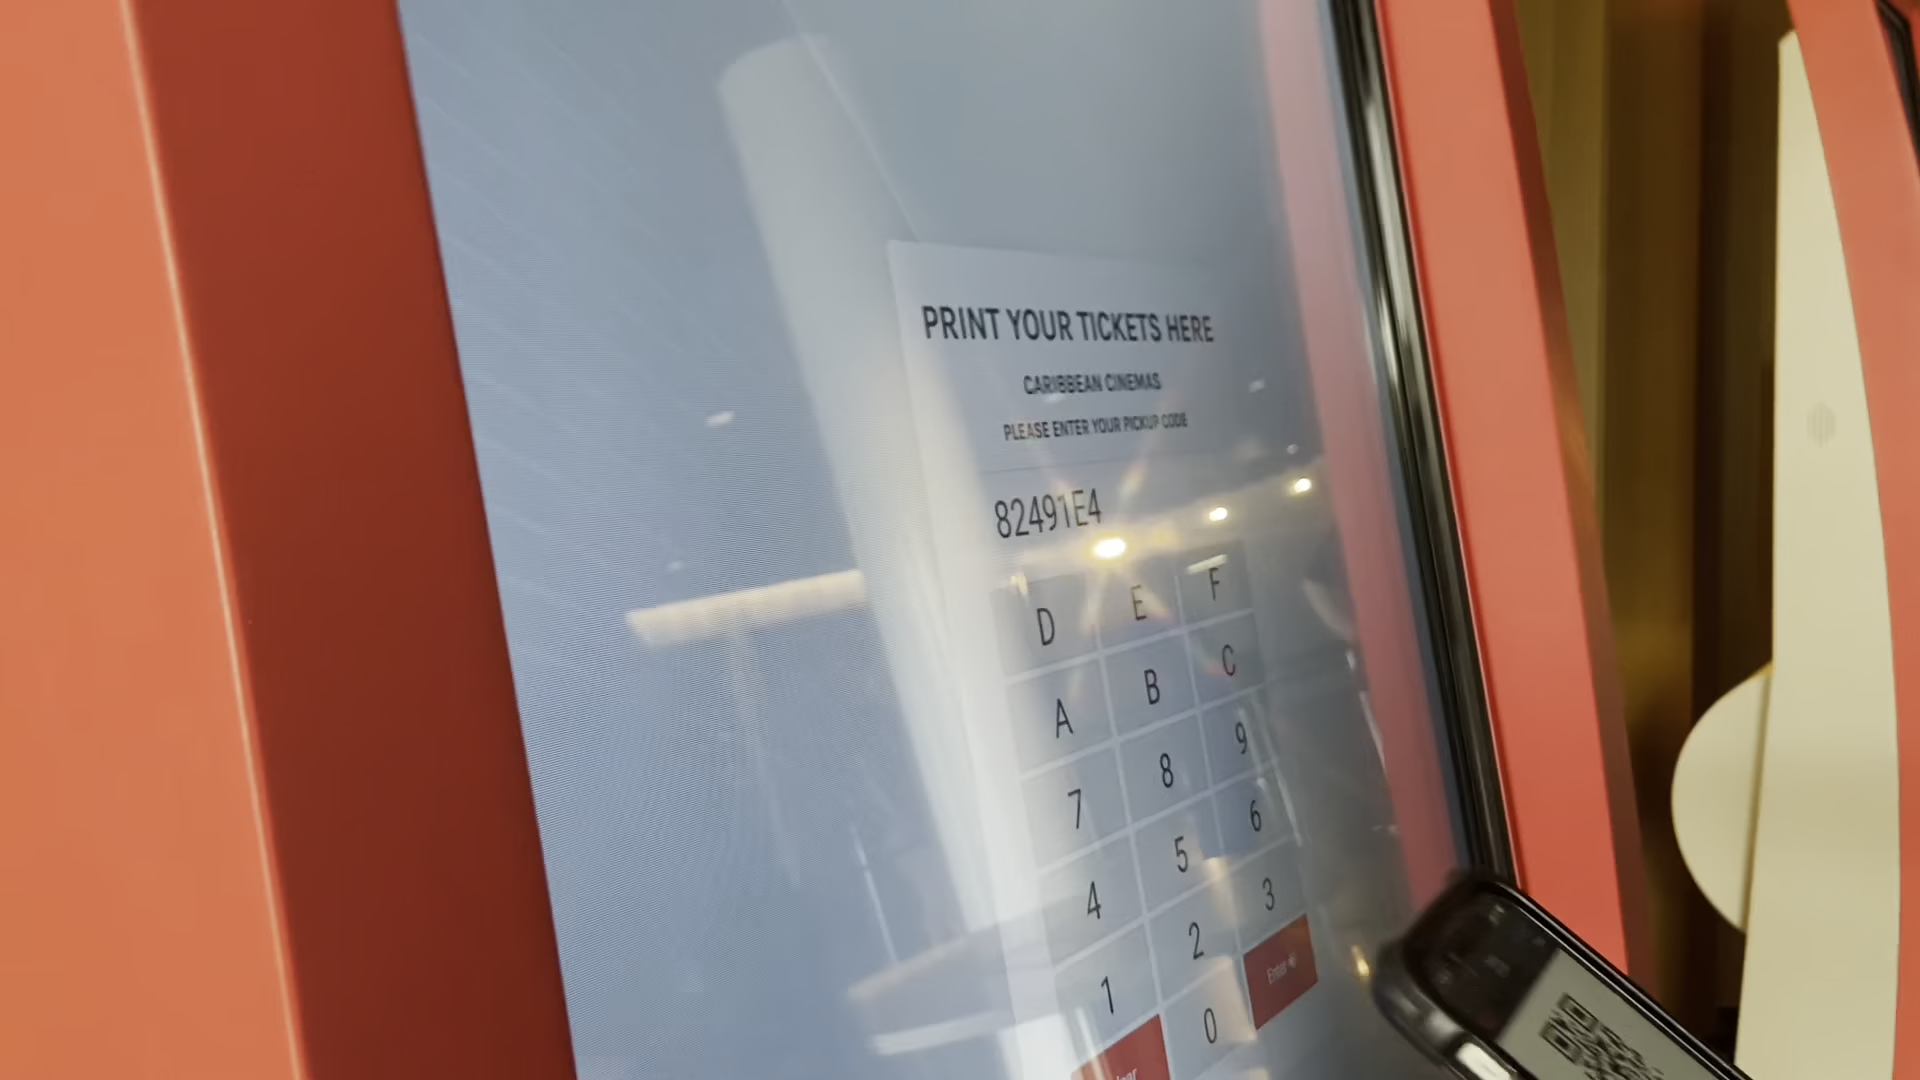 PRINT YOUR TICKETS HERE
CARIBBEAN CINEMAS
PLEASE ENTER YOUR PICKUP CODE
82491E4
D E F
A B C
7 8 9
4 5 6
1 2 3
0 Enter